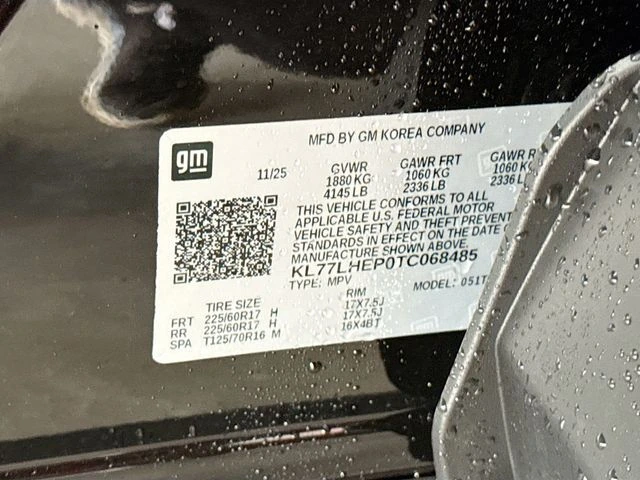 gm
MFD BY GM KOREA COMPANY
11/25 GVWR GAWR FRT GAWR R
1880 KG 1060 KG 1060 KG
4145 LB 2336 LB 2336 L
THIS VEHICLE CONFORMS TO ALL
APPLICABLE U.S. FEDERAL MOTOR
VEHICLE SAFETY AND THEFT PREVENT
STANDARDS IN EFFECT ON THE DATE O
MANUFACTURE SHOWN ABOVE.
KL77LHEP0TC068485
TYPE: MPV MODEL: 051T
TIRE SIZE RIM
FRT 225/60R17 H 17X7.5J
RR 225/60R17 H 17X7.5J
SPA T125/70R16 M 16X4BT